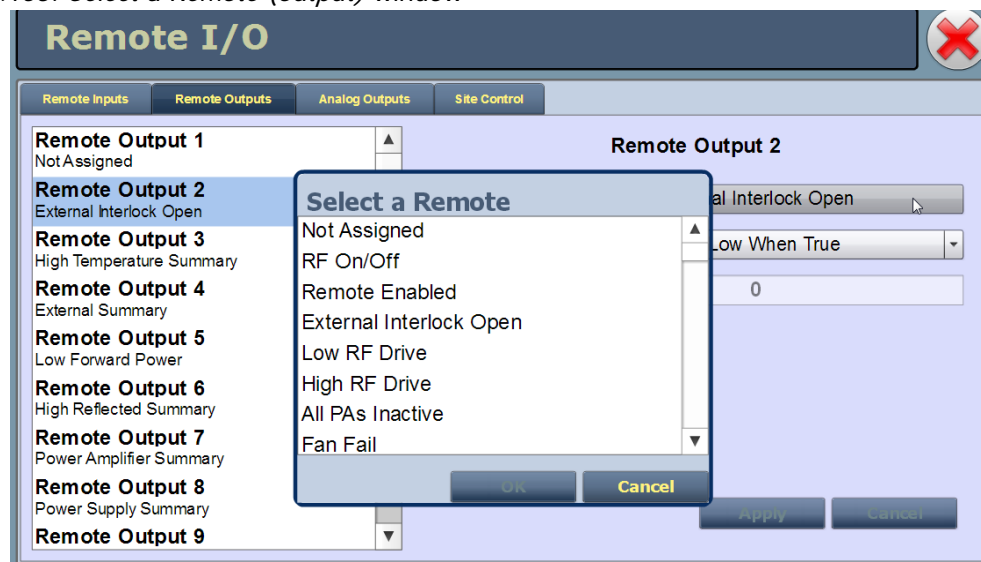 Select a Remote (Output) Window
Remote I/O
Remote Inputs
Remote Outputs
Analog Outputs
Site Control
Remote Output 1
Not Assigned
Remote Output 2
External Interlock Open
Remote Output 3
High Temperature Summary
Remote Output 4
External Summary
Remote Output 5
Low Forward Power
Remote Output 6
High Reflected Summary
Remote Output 7
Power Amplifier Summary
Remote Output 8
Power Supply Summary
Remote Output 9
Select a Remote
Not Assigned
RF On/Off
Remote Enabled
External Interlock Open
Low RF Drive
High RF Drive
All PAs Inactive
Fan Fail
OK
Cancel
Remote Output 2
al Interlock Open
Low When True
0
Apply
Cancel